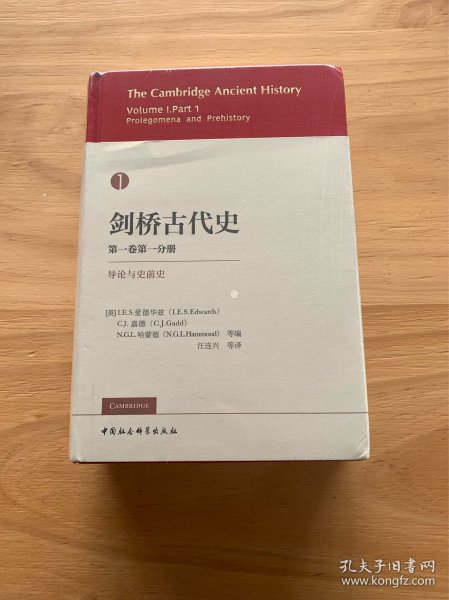 The Cambridge Ancient History
Volume I.Part 1
Prolegomena and Prehistory
1
剑桥古代史
第一卷第一分册
导论与史前史
[英]I.E.S.爱德华兹（I.E.S.Edwards）
C.J. 嘉德（C.J.Gadd）
N.G.L. 哈蒙德（N.G.L.Hammond） 等编
汪连兴 等译
CAMBRIDGE
中国社会科学出版社
孔夫子旧书网
www.kongfz.com